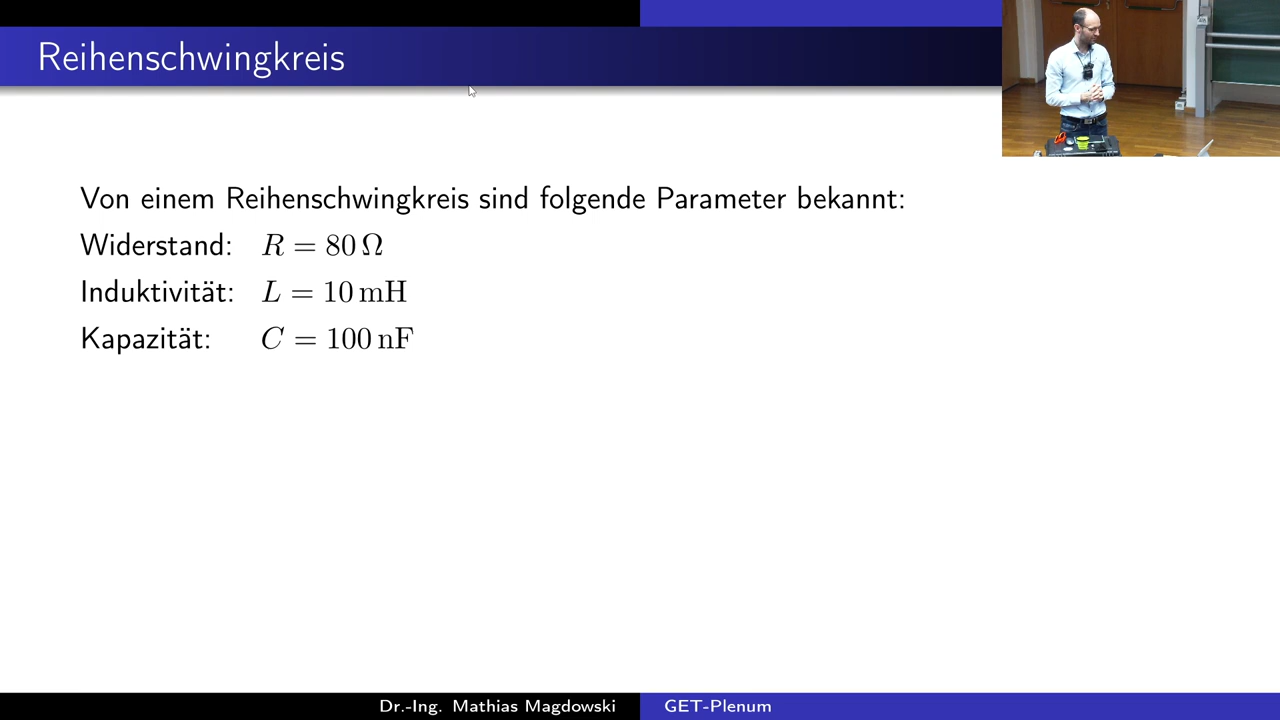 Reihenschwingkreis
Von einem Reihenschwingkreis sind folgende Parameter bekannt:
Widerstand: R = 80 Ω
Induktivität: L = 10 mH
Kapazität: C = 100 nF
Dr.-Ing. Mathias Magdowski GET-Plenum